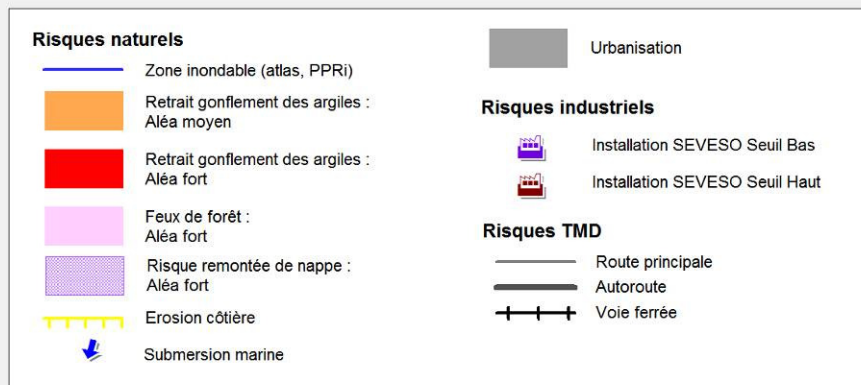 Risques naturels
Zone inondable (atlas, PPRi)
Retrait gonflement des argiles :
Aléa moyen
Retrait gonflement des argiles :
Aléa fort
Feux de forêt :
Aléa fort
Risque remontée de nappe :
Aléa fort
Erosion côtière
Submersion marine
Urbanisation
Risques industriels
Installation SEVESO Seuil Bas
Installation SEVESO Seuil Haut
Risques TMD
Route principale
Autoroute
Voie ferrée